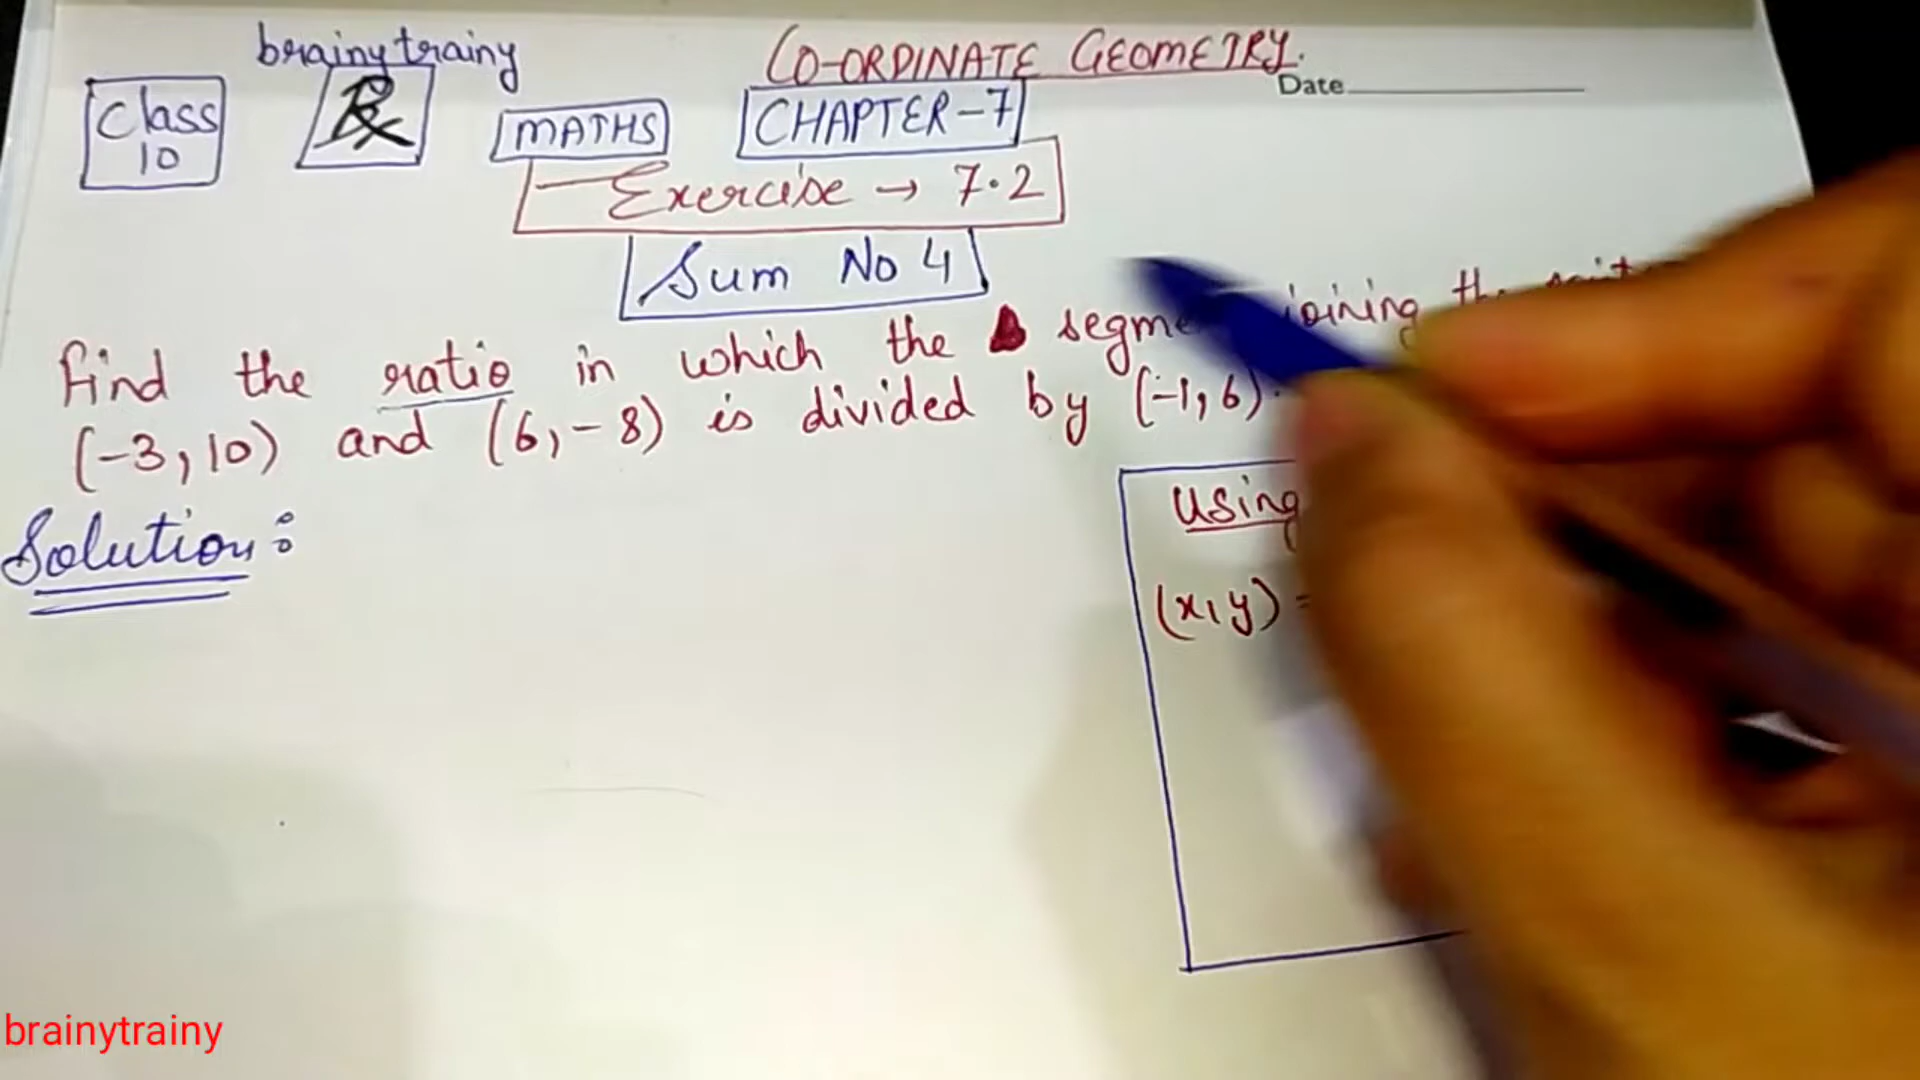 brainy trainy
CO-ORDINATE GEOMETRY.
Date
Class
10
MATHS
CHAPTER-7
Exercise → 7.2
Sum No 4
Find the ratio in which the joining
(-3,10) and (6,-8) is divided by (-1,6).
Solution:
Using
(x,y) =
brainytrainy